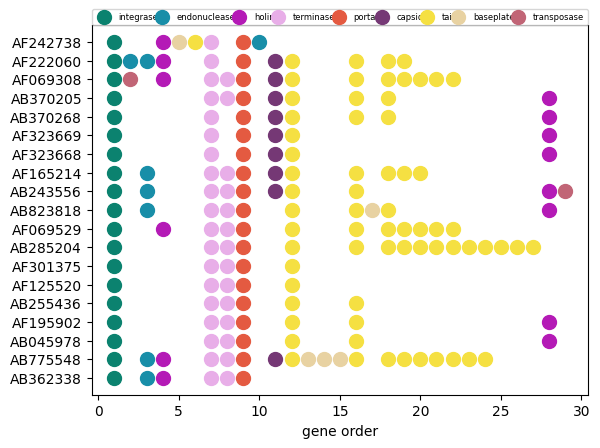 integrase endonuclease holin terminase portal capsid tail baseplate transposase
AF242738
AF222060
AF069308
AB370205
AB370268
AF323669
AF323668
AF165214
AB243556
AB823818
AF069529
AB285204
AF301375
AF125520
AB255436
AF195902
AB045978
AB775548
AB362338
0 5 10 15 20 25 30
gene order